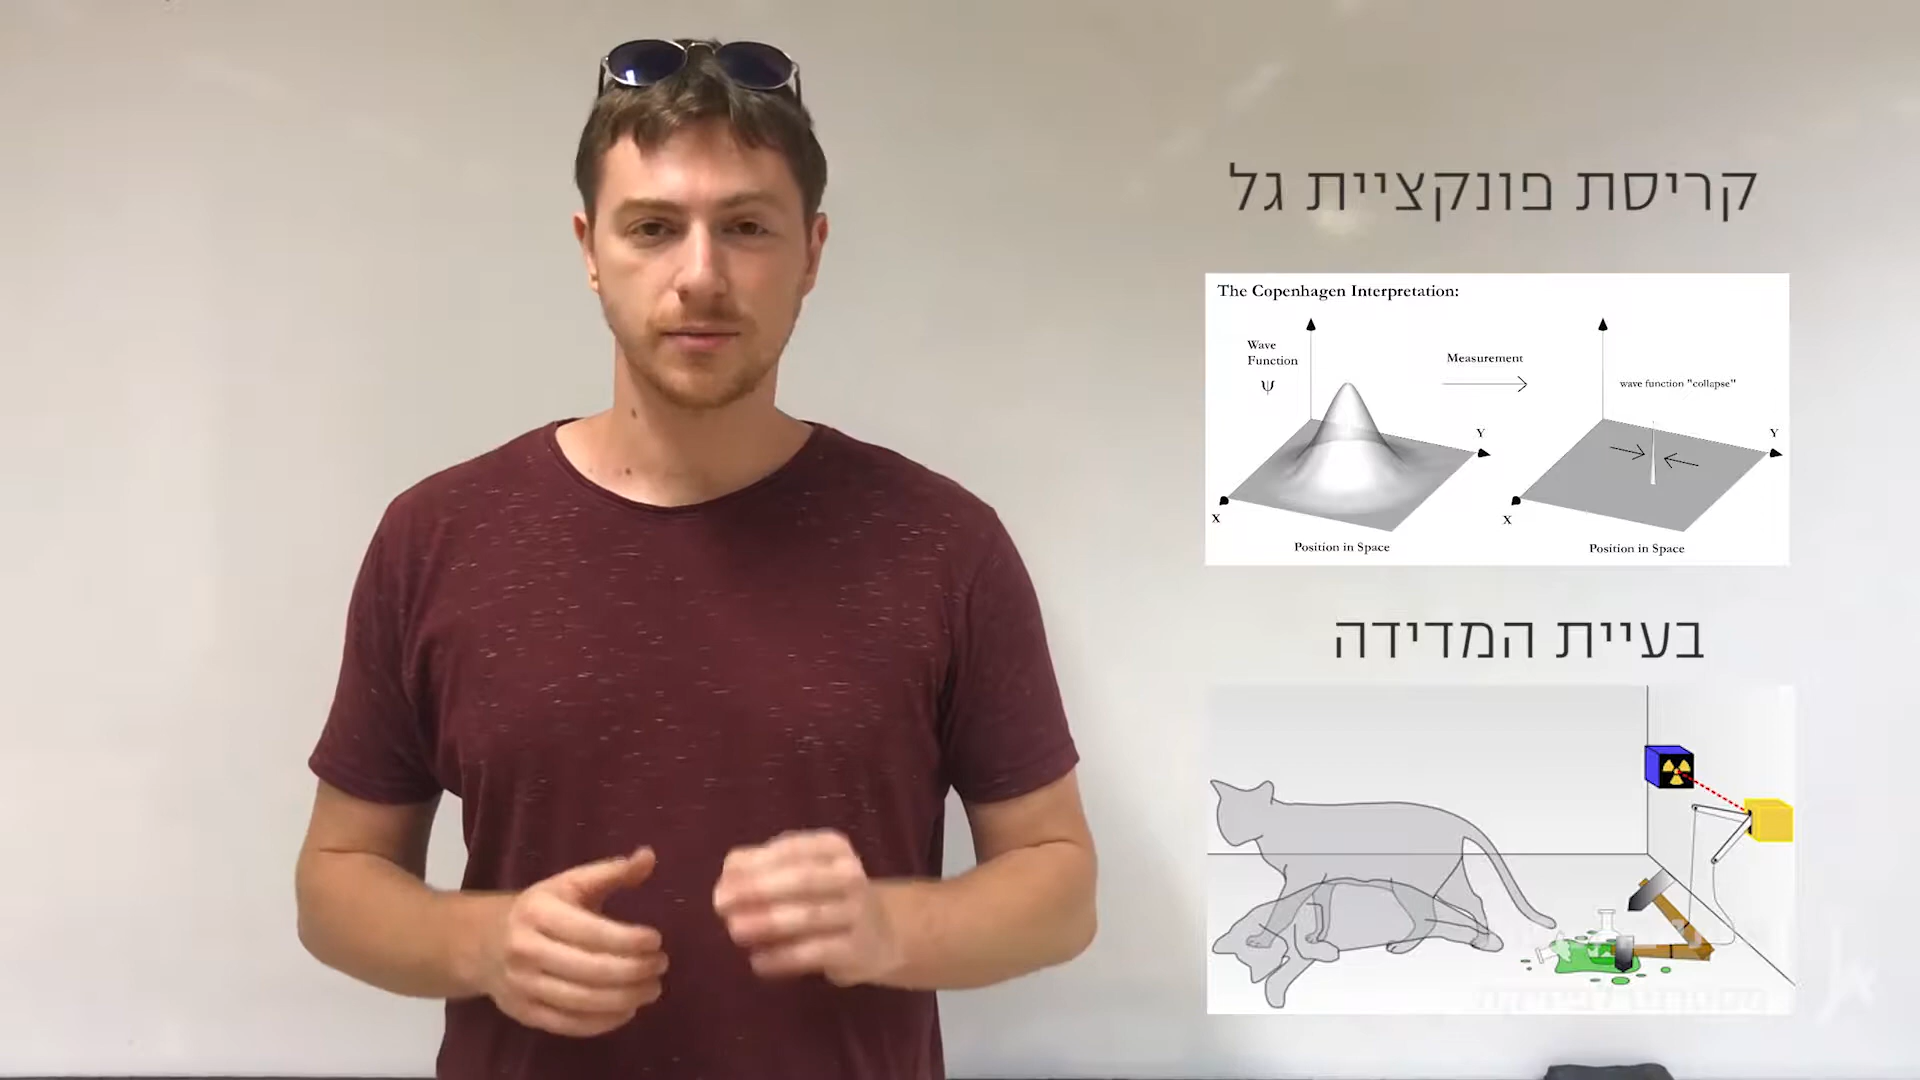 קריסת פונקציית גל
The Copenhagen Interpretation:
Wave
Function
Ψ
Measurement
wave function "collapse"
Y
Y
X
X
Position in Space
Position in Space
בעיית המדידה